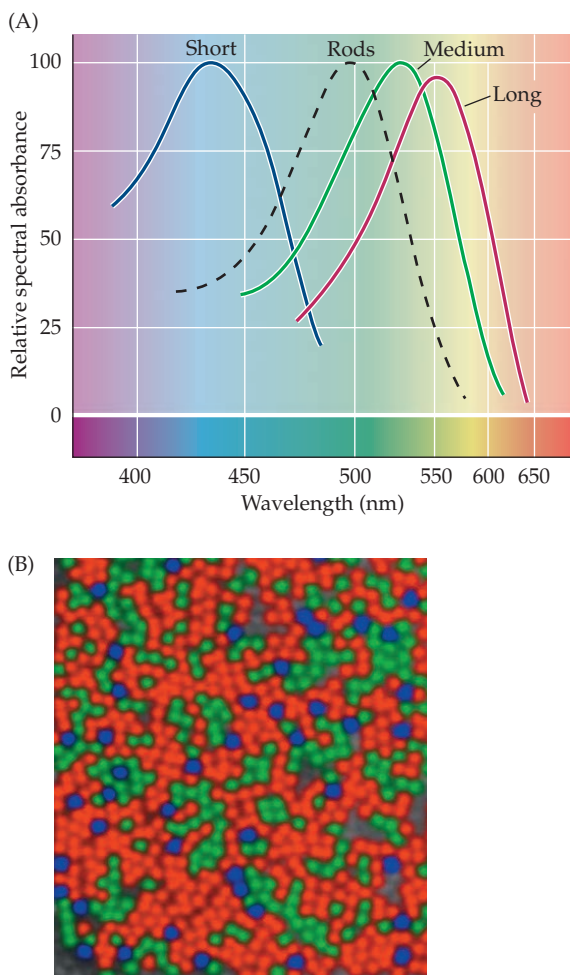 (A)
Short
Rods
Medium
Long
Relative spectral absorbance
100
75
50
25
0
400
450
500
550
600
650
Wavelength (nm)
(B)